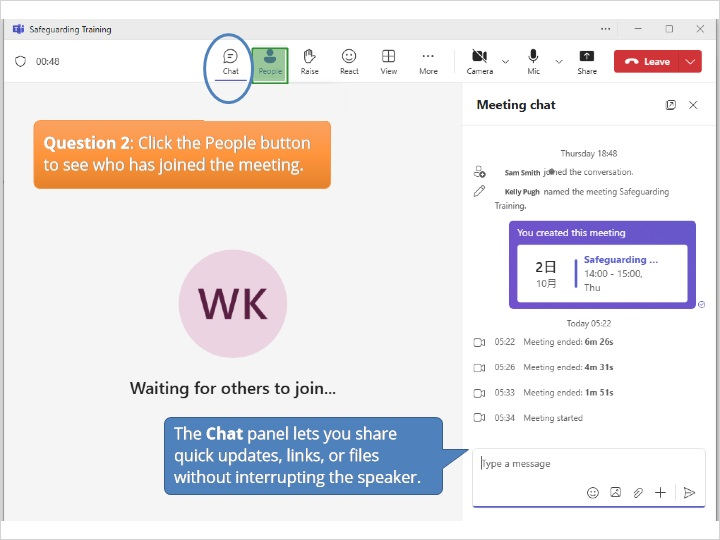 Safeguarding Training
00:48
Chat
People
Raise
React
View
More
Camera
Mic
Share
Leave
Question 2: Click the People button
to see who has joined the meeting.
WK
Waiting for others to join...
The Chat panel lets you share
quick updates, links, or files
without interrupting the speaker.
Meeting chat
Thursday 18:48
Sam Smith joined the conversation.
Kelly Pugh named the meeting Safeguarding
Training.
You created this meeting
2日
10月
Safeguarding ...
14:00 - 15:00,
Thu
Today 05:22
05:22 Meeting ended: 6m 26s
05:26 Meeting ended: 4m 31s
05:33 Meeting ended: 1m 51s
05:34 Meeting started
Type a message